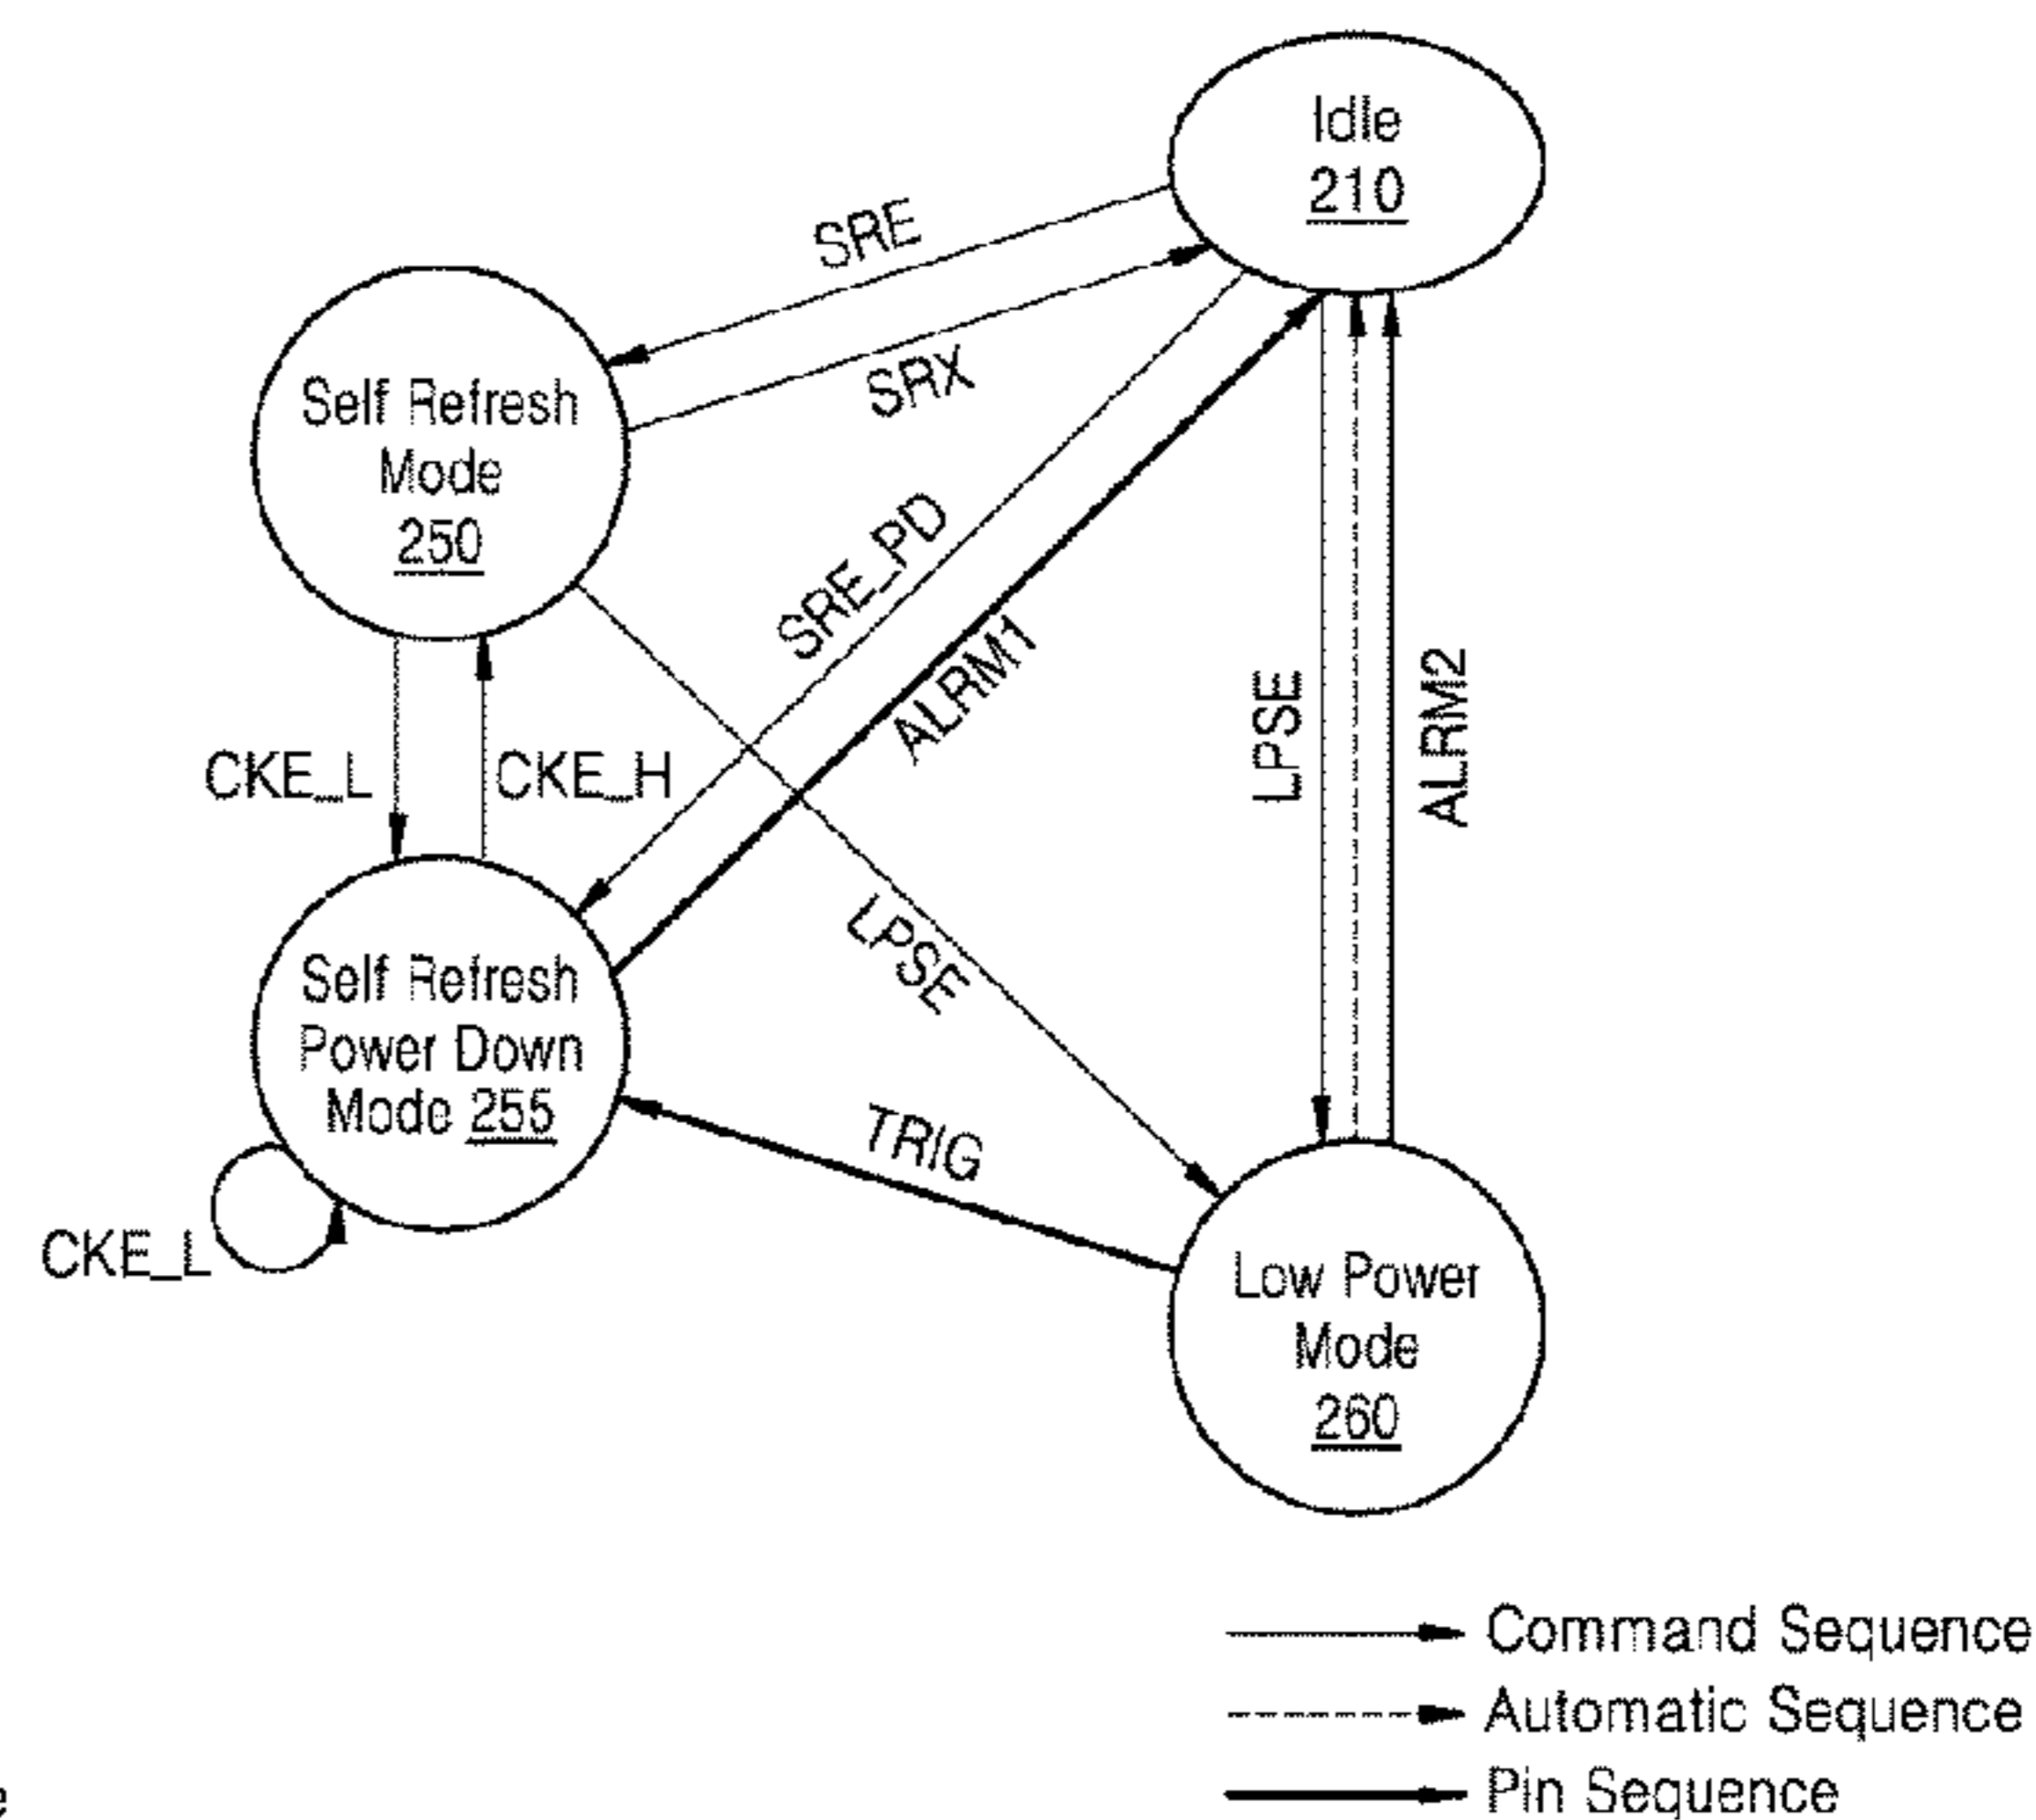 Idle
210
SRE
SRX
Self Refresh
Mode
250
SRE_PD
ALRM1
LPSE
ALRM2
CKE_L
CKE_H
LPSE
Self Refresh
Power Down
Mode 255
TRIG
CKE_L
Low Power
Mode
260
Command Sequence
Automatic Sequence
Pin Sequence
e